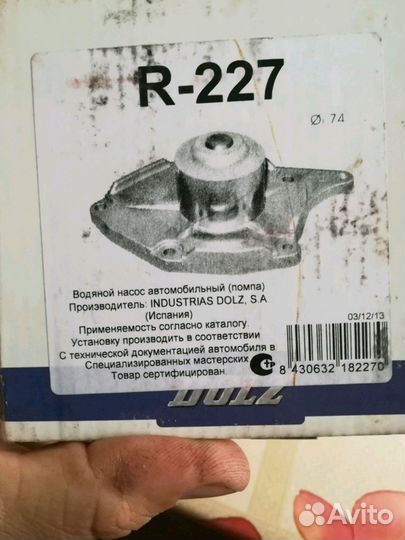 R-227
Ø. 74
Водяной насос автомобильный (помпа)
Производитель: INDUSTRIAS DOLZ, S.A
(Испания)
Применяемость согласно каталогу.
Установку производить в соответствии
С технической документацией автомобиля в
Специализированных мастерских
Товар сертифицирован.
03/12/13
8 430632 182270
DOLZ
Avito